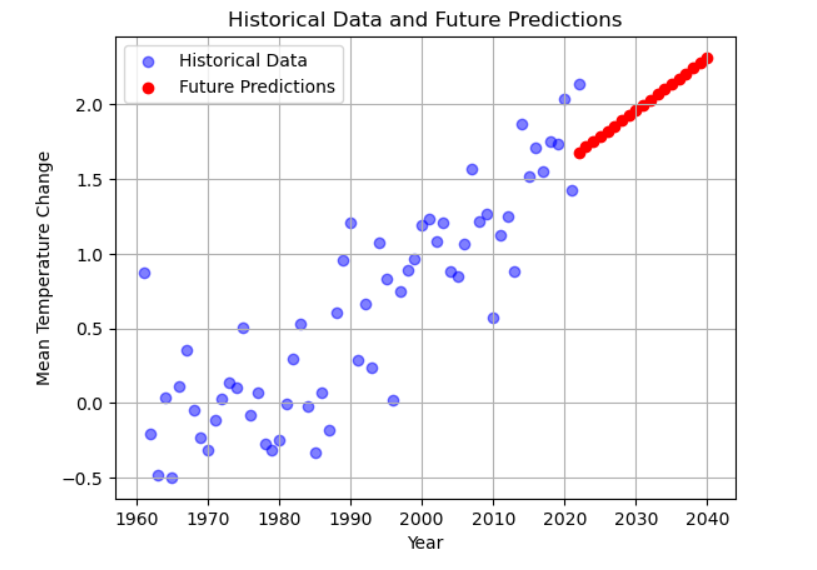 Historical Data and Future Predictions
Historical Data
Future Predictions
2.0
1.5
1.0
0.5
0.0
−0.5
Mean Temperature Change
1960 1970 1980 1990 2000 2010 2020 2030 2040
Year